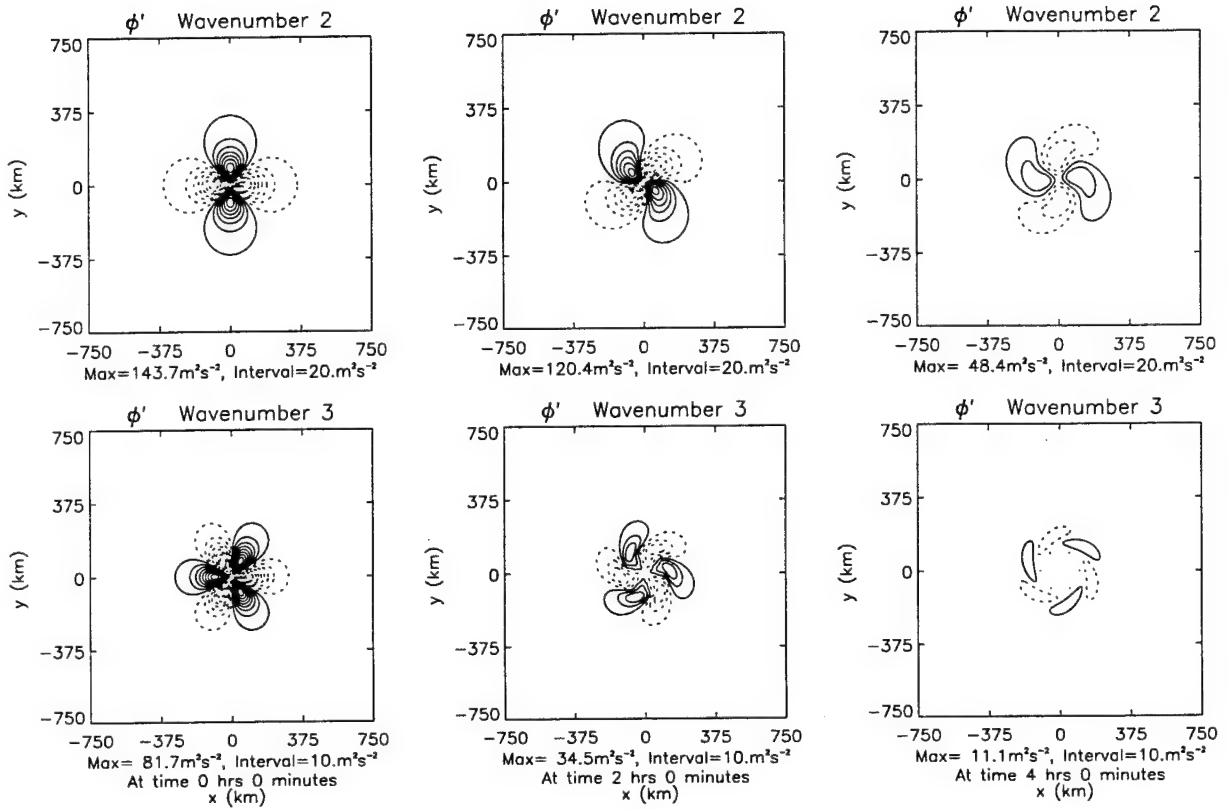 ϕ' Wavenumber 2
750
375
0
-375
-750
y (km)
-750 -375 0 375 750
Max=143.7m²s⁻², Interval=20.m²s⁻²
ϕ' Wavenumber 2
750
375
0
-375
-750
y (km)
-750 -375 0 375 750
Max=120.4m²s⁻², Interval=20.m²s⁻²
ϕ' Wavenumber 2
750
375
0
-375
-750
y (km)
-750 -375 0 375 750
Max= 48.4m²s⁻², Interval=20.m²s⁻²
ϕ' Wavenumber 3
750
375
0
-375
-750
y (km)
-750 -375 0 375 750
Max= 81.7m²s⁻², Interval=10.m²s⁻²
At time 0 hrs 0 minutes
x (km)
ϕ' Wavenumber 3
750
375
0
-375
-750
y (km)
-750 -375 0 375 750
Max= 34.5m²s⁻², Interval=10.m²s⁻²
At time 2 hrs 0 minutes
x (km)
ϕ' Wavenumber 3
750
375
0
-375
-750
y (km)
-750 -375 0 375 750
Max= 11.1m²s⁻², Interval=10.m²s⁻²
At time 4 hrs 0 minutes
x (km)